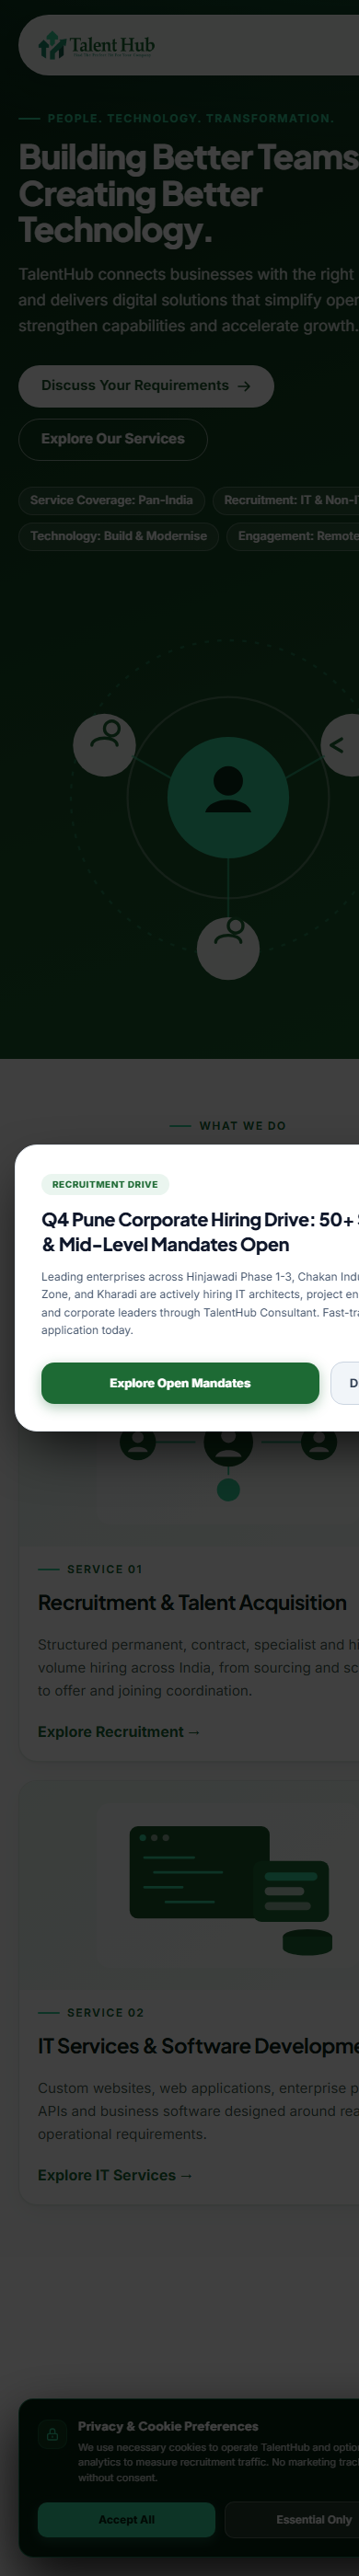 Talent Hub
PEOPLE. TECHNOLOGY. TRANSFORMATION.
Building Better Teams
Creating Better
Technology.
TalentHub connects businesses with the right
and delivers digital solutions that simplify oper
strengthen capabilities and accelerate growth.
Discuss Your Requirements →
Explore Our Services
Service Coverage: Pan-India
Recruitment: IT & Non-I
Technology: Build & Modernise
Engagement: Remote
WHAT WE DO
RECRUITMENT DRIVE
Q4 Pune Corporate Hiring Drive: 50+ S
& Mid-Level Mandates Open
Leading enterprises across Hinjawadi Phase 1-3, Chakan Indu
Zone, and Kharadi are actively hiring IT architects, project en
and corporate leaders through TalentHub Consultant. Fast-tra
application today.
Explore Open Mandates
D
SERVICE 01
Recruitment & Talent Acquisition
Structured permanent, contract, specialist and hi
volume hiring across India, from sourcing and sc
to offer and joining coordination.
Explore Recruitment →
SERVICE 02
IT Services & Software Developme
Custom websites, web applications, enterprise p
APIs and business software designed around rea
operational requirements.
Explore IT Services →
Privacy & Cookie Preferences
We use necessary cookies to operate TalentHub and option
analytics to measure recruitment traffic. No marketing trac
without consent.
Accept All
Essential Only